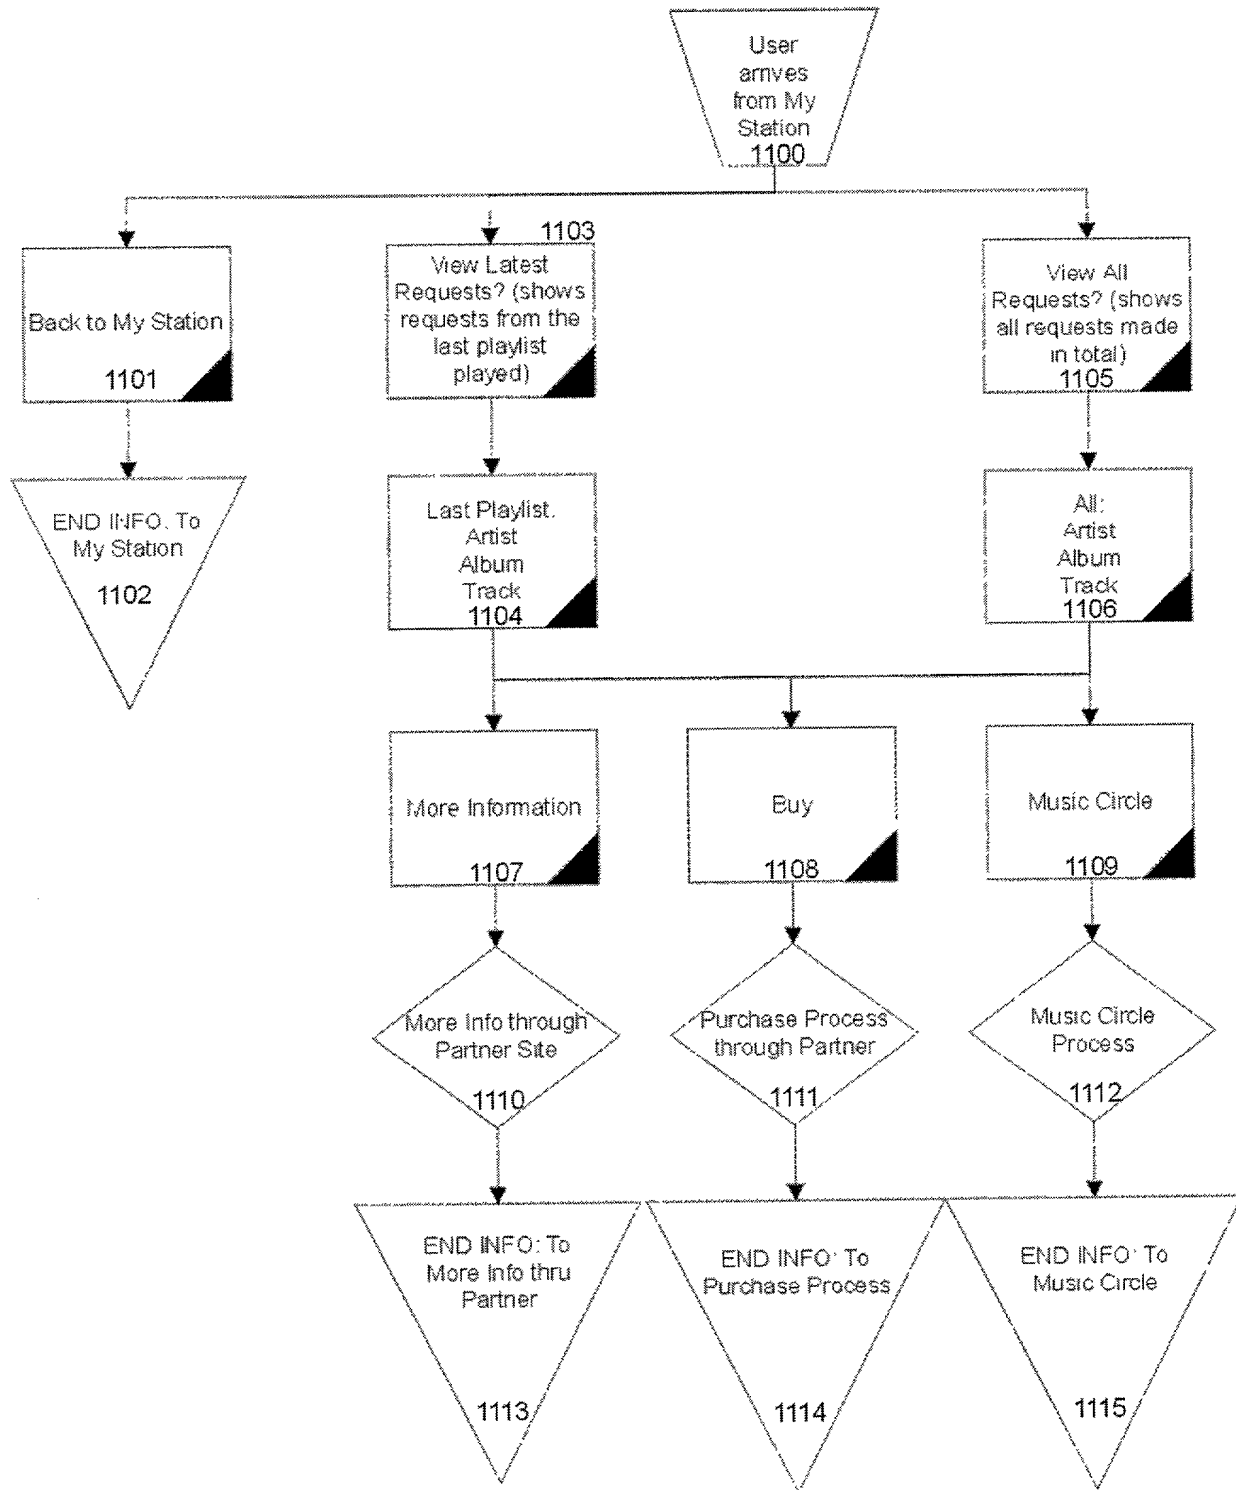 User
arrives
from My
Station
1100
Back to My Station
1101
1103
View Latest
Requests? (shows
requests from the
last playlist
played)
View All
Requests? (shows
all requests made
in total)
1105
END INFO: To
My Station
1102
Last Playlist:
Artist
Album
Track
1104
All:
Artist
Album
Track
1106
More Information
1107
Buy
1108
Music Circle
1109
More Info through
Partner Site
1110
Purchase Process
through Partner
1111
Music Circle
Process
1112
END INFO: To
More Info thru
Partner
1113
END INFO: To
Purchase Process
1114
END INFO: To
Music Circle
1115